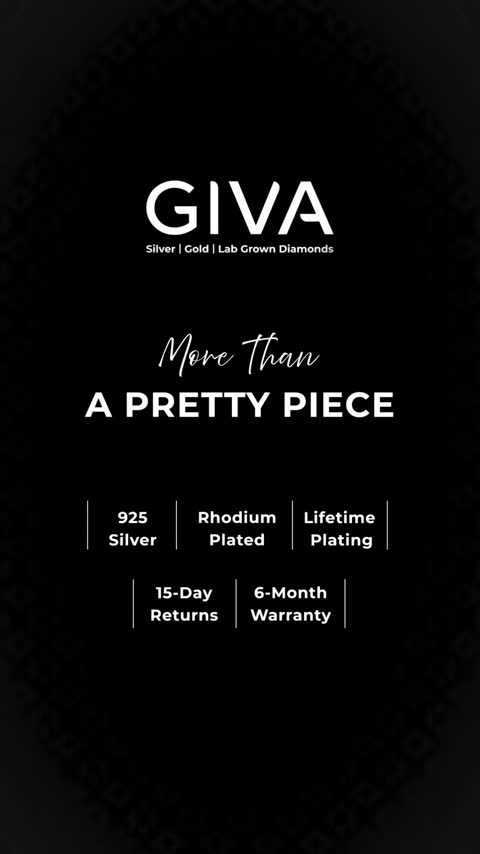 GIVA
Silver | Gold | Lab Grown Diamonds
More Than
A PRETTY PIECE
925 Silver
Rhodium Plated
Lifetime Plating
15-Day Returns
6-Month Warranty